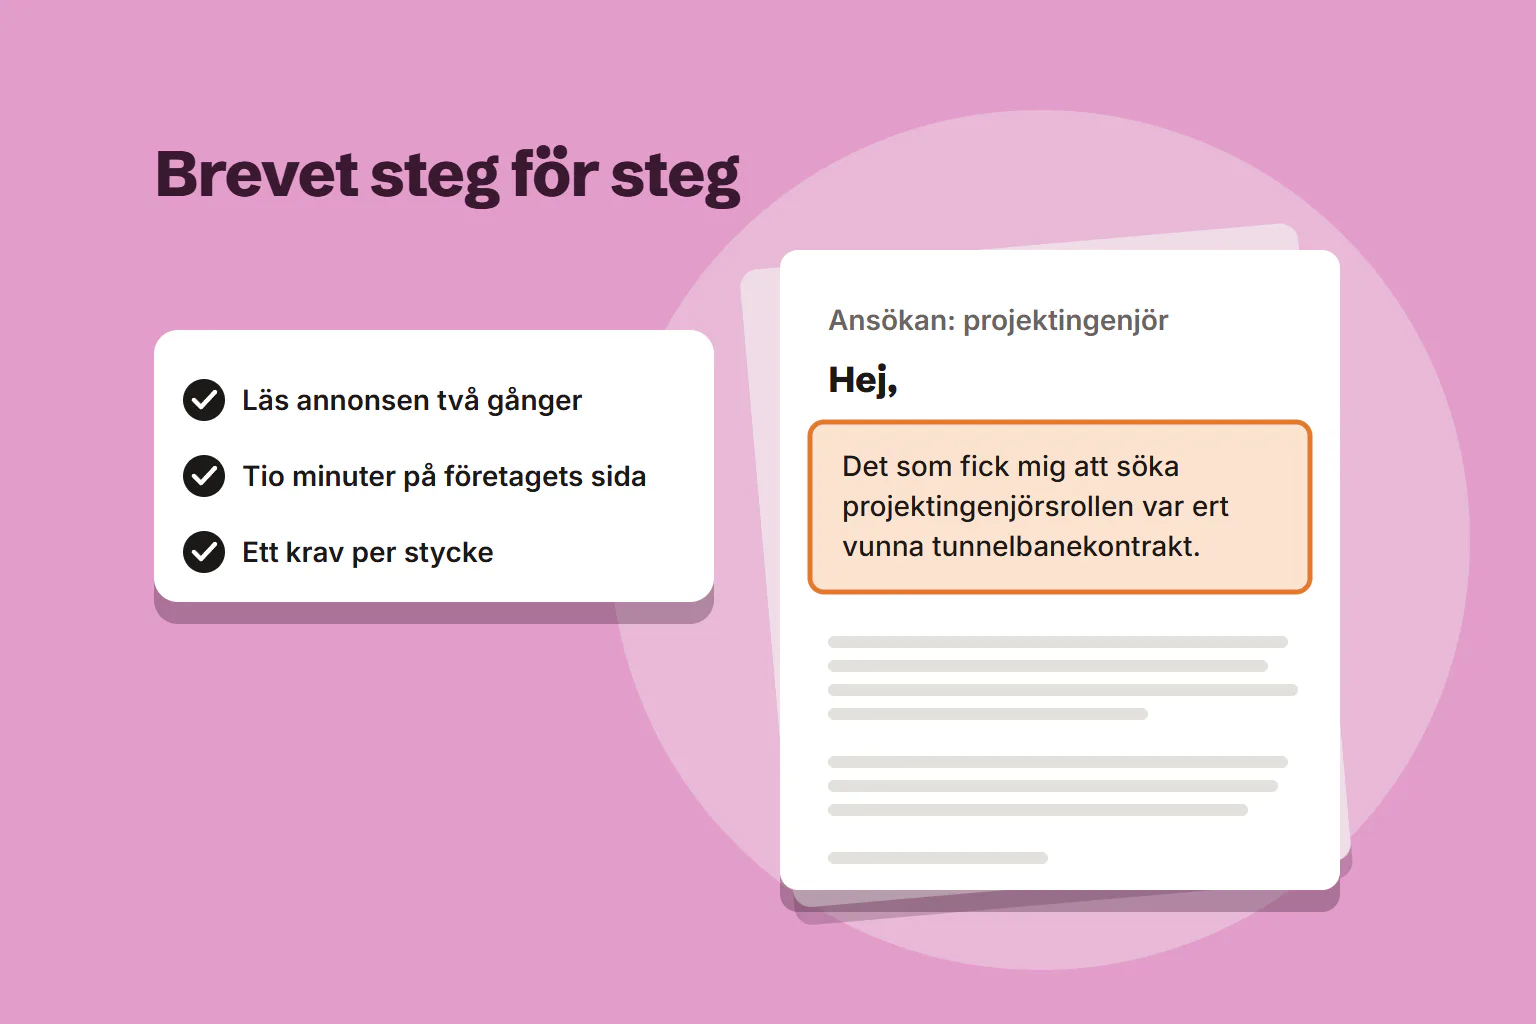 Brevet steg för steg
Läs annonsen två gånger
Tio minuter på företagets sida
Ett krav per stycke
Ansökan: projektingenjör
Hej,
Det som fick mig att söka
projektingenjörsrollen var ert
vunna tunnelbanekontrakt.